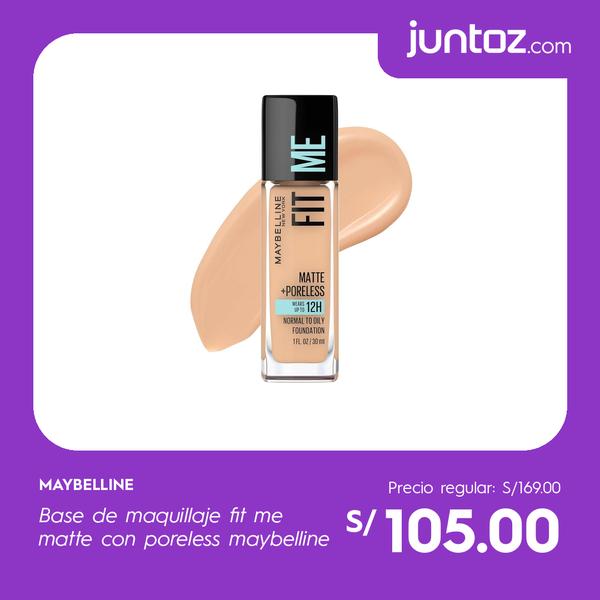 juntoz.com
ME
FIT
MAYBELLINE
NEW YORK
MATTE
+PORELESS
WEARS
UP TO 12H
NORMAL TO OILY
FOUNDATION
1 FL. OZ / 30 ml
MAYBELLINE
Base de maquillaje fit me
matte con poreless maybelline
Precio regular: S/169.00
S/ 105.00